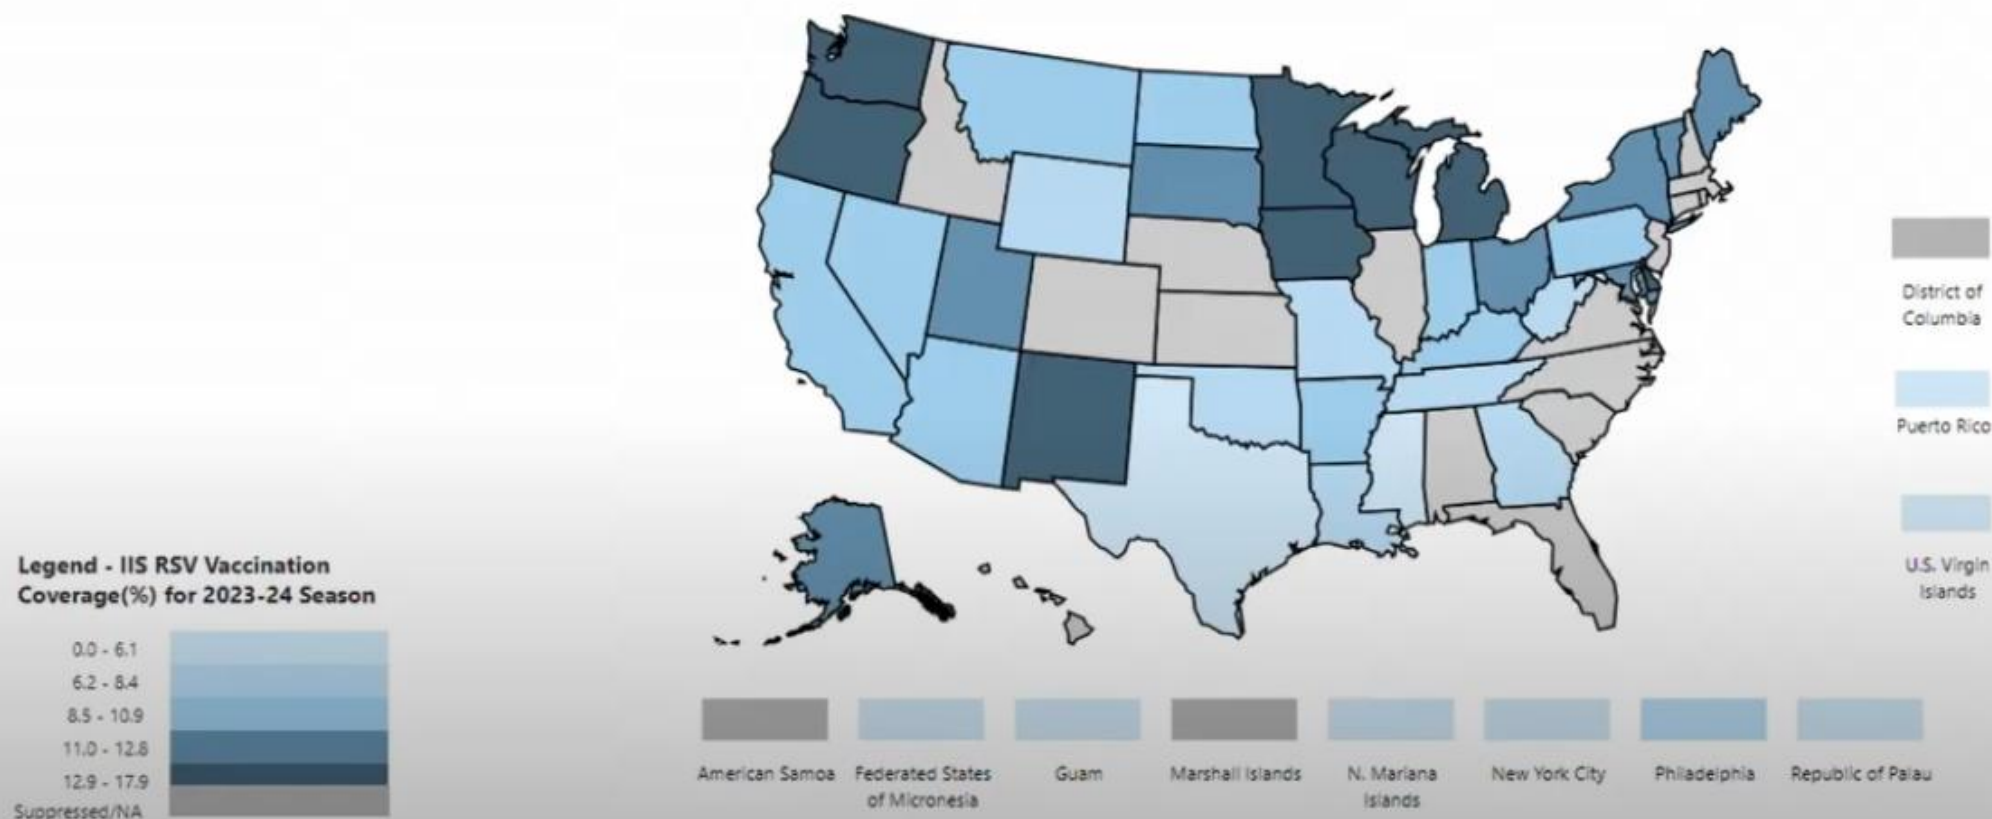 District of
Columbia
Puerto Rico
U.S. Virgin
Islands
Legend - IIS RSV Vaccination
Coverage(%) for 2023-24 Season
0.0 - 6.1
6.2 - 8.4
8.5 - 10.9
11.0 - 12.8
12.9 - 17.9
Suppressed/NA
American Samoa
Federated States
of Micronesia
Guam
Marshall Islands
N. Mariana
Islands
New York City
Philadelphia
Republic of Palau